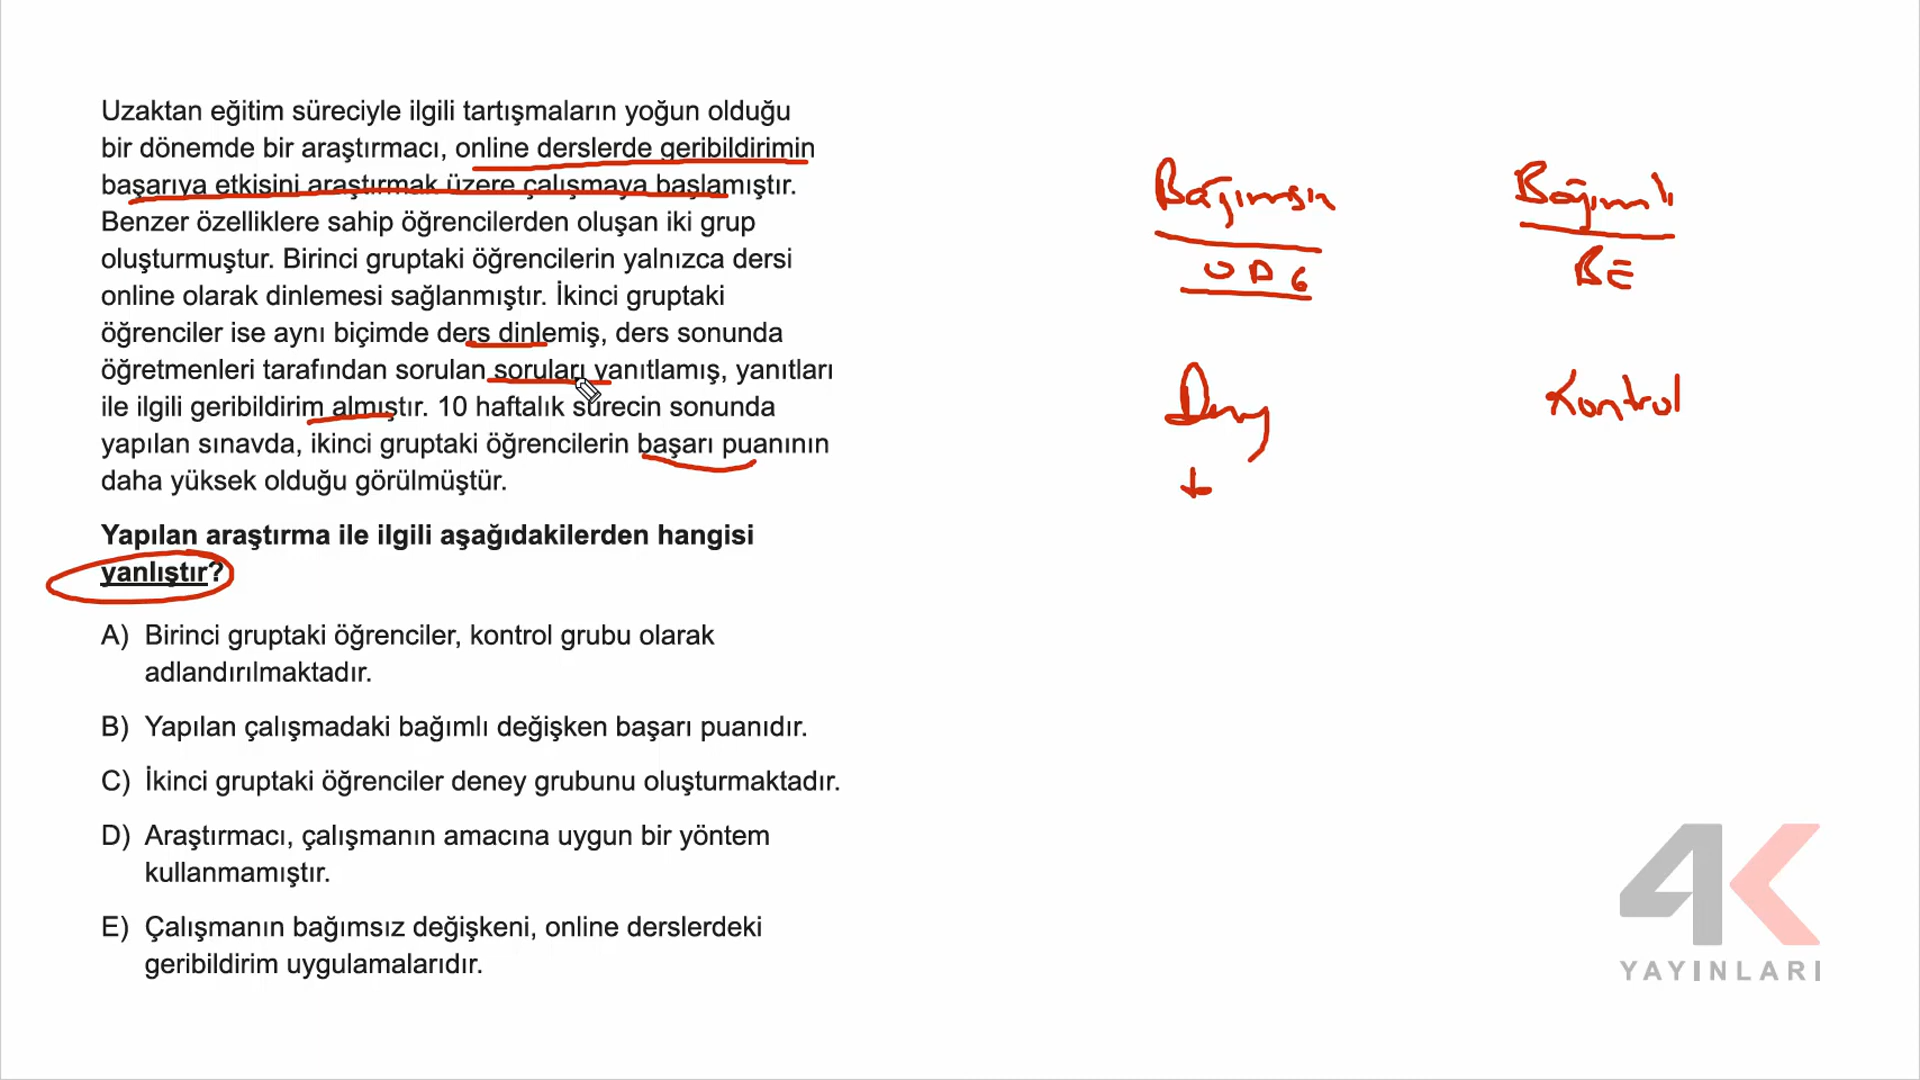 Uzaktan eğitim süreciyle ilgili tartışmaların yoğun olduğu
bir dönemde bir araştırmacı, online derslerde geribildirimin
başarıya etkisini araştırmak üzere çalışmaya başlamıştır.
Benzer özelliklere sahip öğrencilerden oluşan iki grup
oluşturmuştur. Birinci gruptaki öğrencilerin yalnızca dersi
online olarak dinlemesi sağlanmıştır. İkinci gruptaki
öğrenciler ise aynı biçimde ders dinlemiş, ders sonunda
öğretmenleri tarafından sorulan soruları yanıtlamış, yanıtları
ile ilgili geribildirim almıştır. 10 haftalık sürecin sonunda
yapılan sınavda, ikinci gruptaki öğrencilerin başarı puanının
daha yüksek olduğu görülmüştür.
Yapılan araştırma ile ilgili aşağıdakilerden hangisi
yanlıştır?
A) Birinci gruptaki öğrenciler, kontrol grubu olarak
adlandırılmaktadır.
B) Yapılan çalışmadaki bağımlı değişken başarı puanıdır.
C) İkinci gruptaki öğrenciler deney grubunu oluşturmaktadır.
D) Araştırmacı, çalışmanın amacına uygun bir yöntem
kullanmamıştır.
E) Çalışmanın bağımsız değişkeni, online derslerdeki
geribildirim uygulamalarıdır.
Bağımsız
Bağımlı
ODG
BE
Deney
Kontrol
4K
YAYINLARI